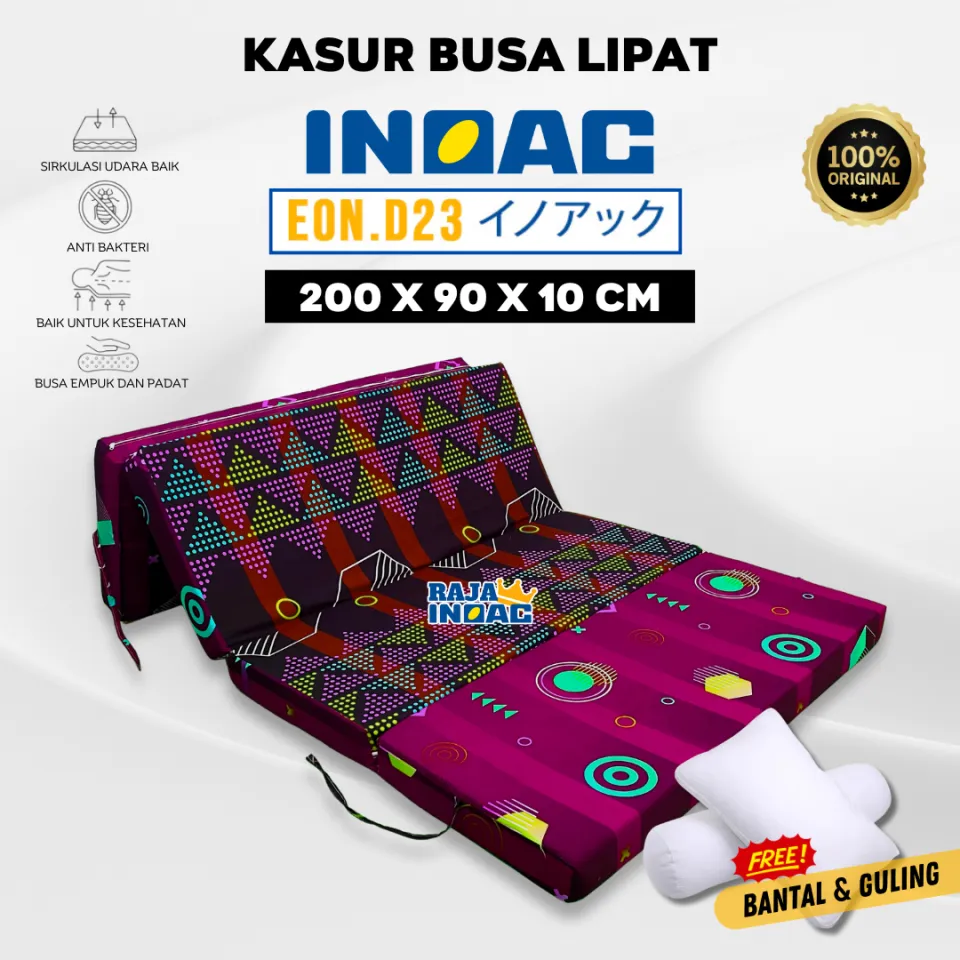 KASUR BUSA LIPAT
INOAC
EON.D23 イノアック
200 X 90 X 10 CM
100%
ORIGINAL
SIRKULASI UDARA BAIK
ANTI BAKTERI
BAIK UNTUK KESEHATAN
BUSA EMPUK DAN PADAT
RAJA
INOAC
FREE!
BANTAL & GULING